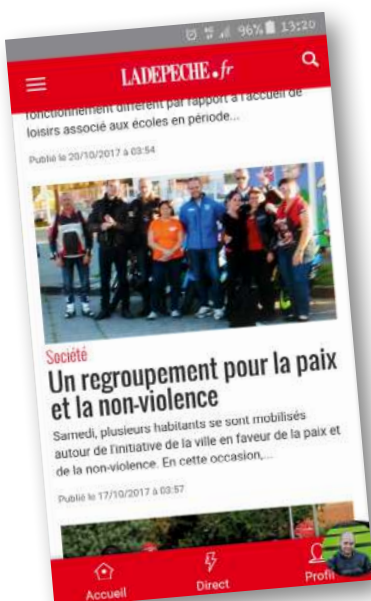 96% 13:20
LADEPECHE.fr
fonctionnement différent par rapport à l'accueil de
loisirs associé aux écoles en période...
Publié le 20/10/2017 à 03:54
Société
Un regroupement pour la paix
et la non-violence
Samedi, plusieurs habitants se sont mobilisés
autour de l'initiative de la ville en faveur de la paix et
de la non-violence. En cette occasion,...
Publié le 17/10/2017 à 03:57
Accueil
Direct
Profil